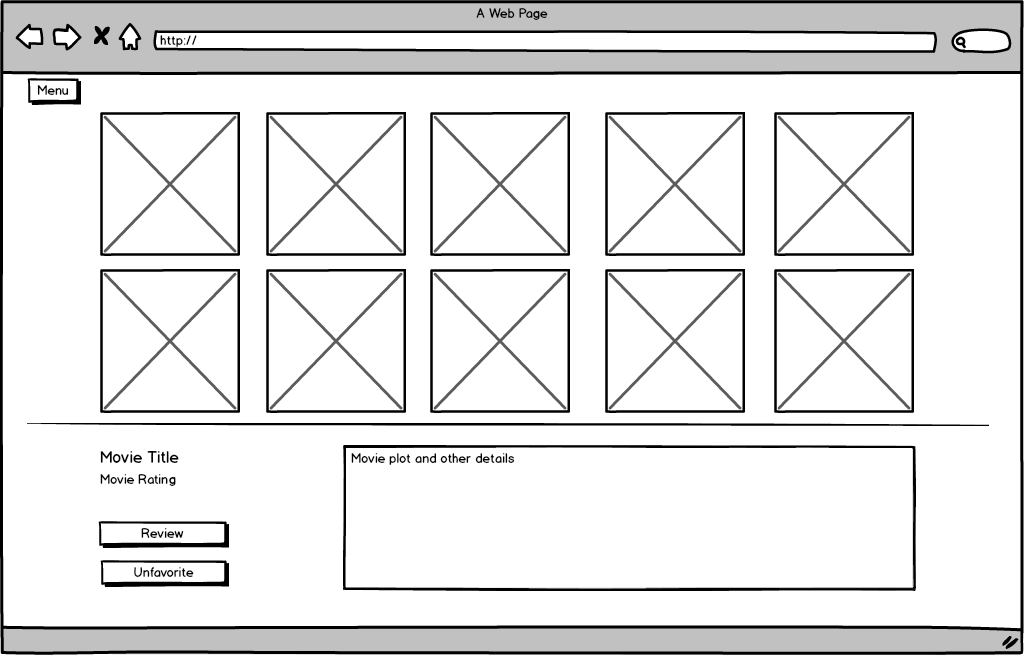 A Web Page
http://
Menu
Movie Title
Movie Rating
Review
Unfavorite
Movie plot and other details